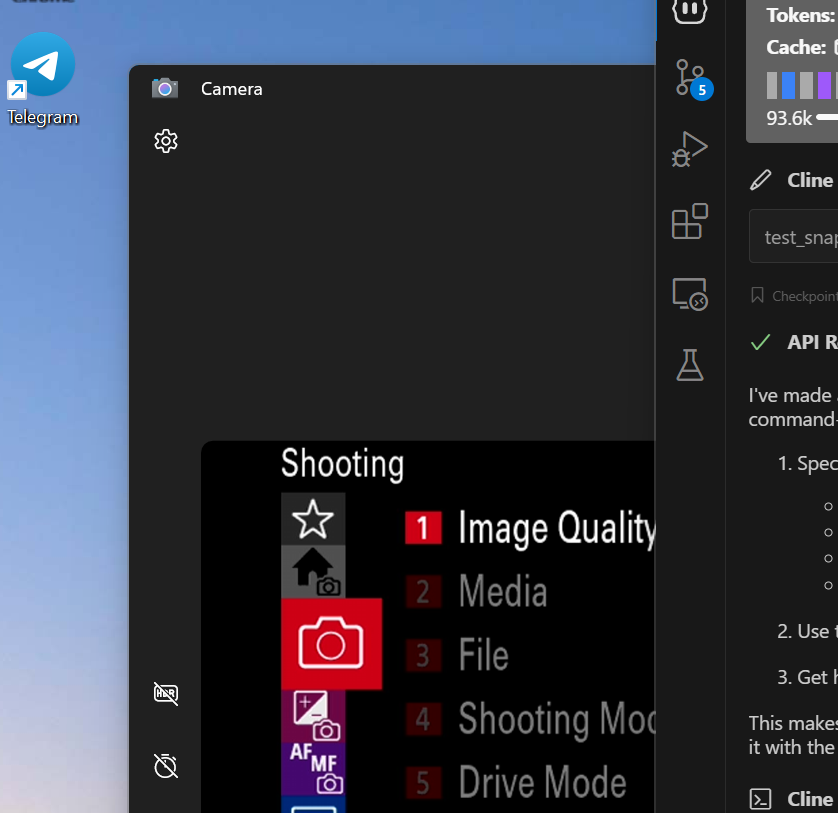 Telegram
Camera
HDR
Shooting
1 Image Quality
2 Media
3 File
4 Shooting Mod
5 Drive Mode
AF MF
5
Tokens:
Cache:
93.6k
Cline
test_snap
Checkpoint
API R
I've made
command-
1. Spec
2. Use t
3. Get h
This makes
it with the
Cline